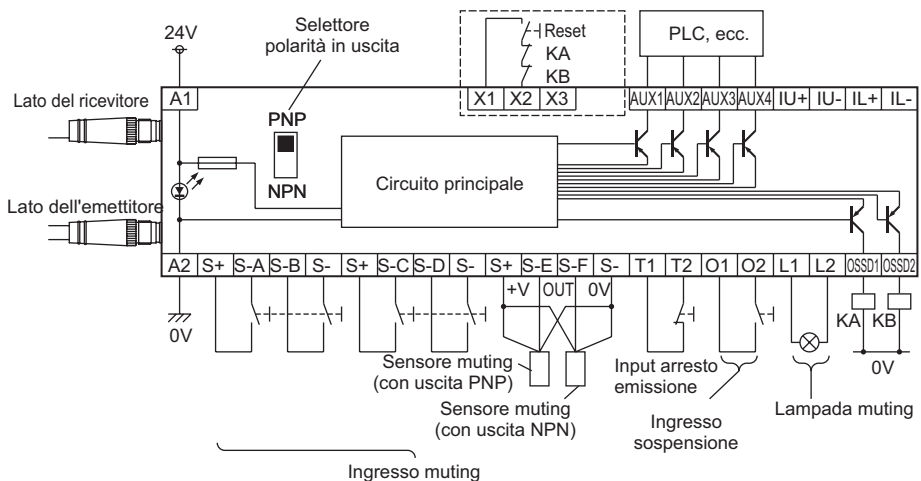 24V
Selettore
polarità in uscita
Reset
KA
KB
PLC, ecc.
Lato del ricevitore
A1
X1 X2 X3
AUX1 AUX2 AUX3 AUX4 IU+ IU- IL+ IL-
PNP
NPN
Circuito principale
Lato dell'emettitore
A2 S+ S-A S-B S- S+ S-C S-D S- S+ S-E S-F S- T1 T2 O1 O2 L1 L2 OSSD1 OSSD2
+V OUT 0V
0V
KA KB
0V
Sensore muting
(con uscita PNP)
Sensore muting
(con uscita NPN)
Input arresto
emissione
Ingresso
sospensione
Lampada muting
Ingresso muting